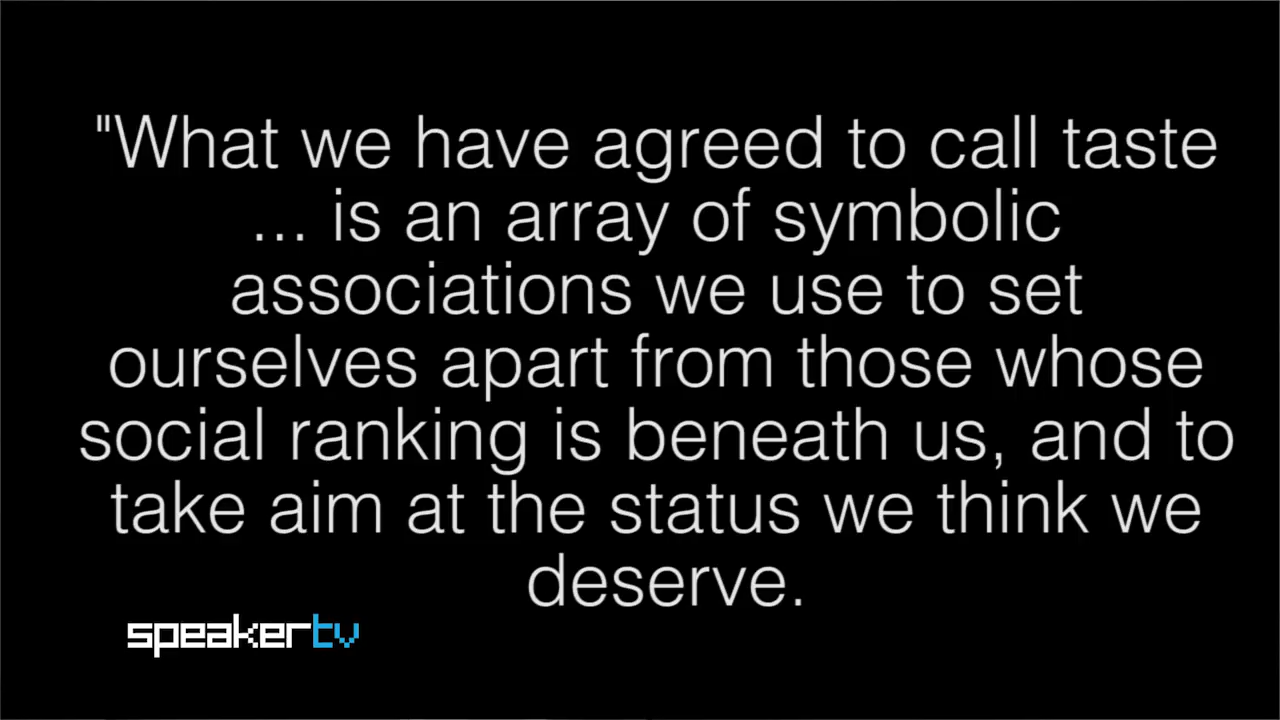 "What we have agreed to call taste
... is an array of symbolic
associations we use to set
ourselves apart from those whose
social ranking is beneath us, and to
take aim at the status we think we
deserve.
speakertv